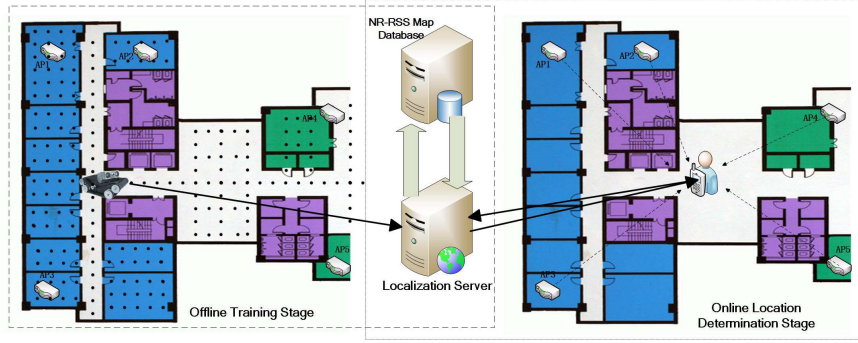 NR-RSS Map
Database
AP1
AP2
AP4
AP3
AP5
Offline Training Stage
Localization Server
AP1
AP2
AP4
AP3
AP5
Online Location
Determination Stage